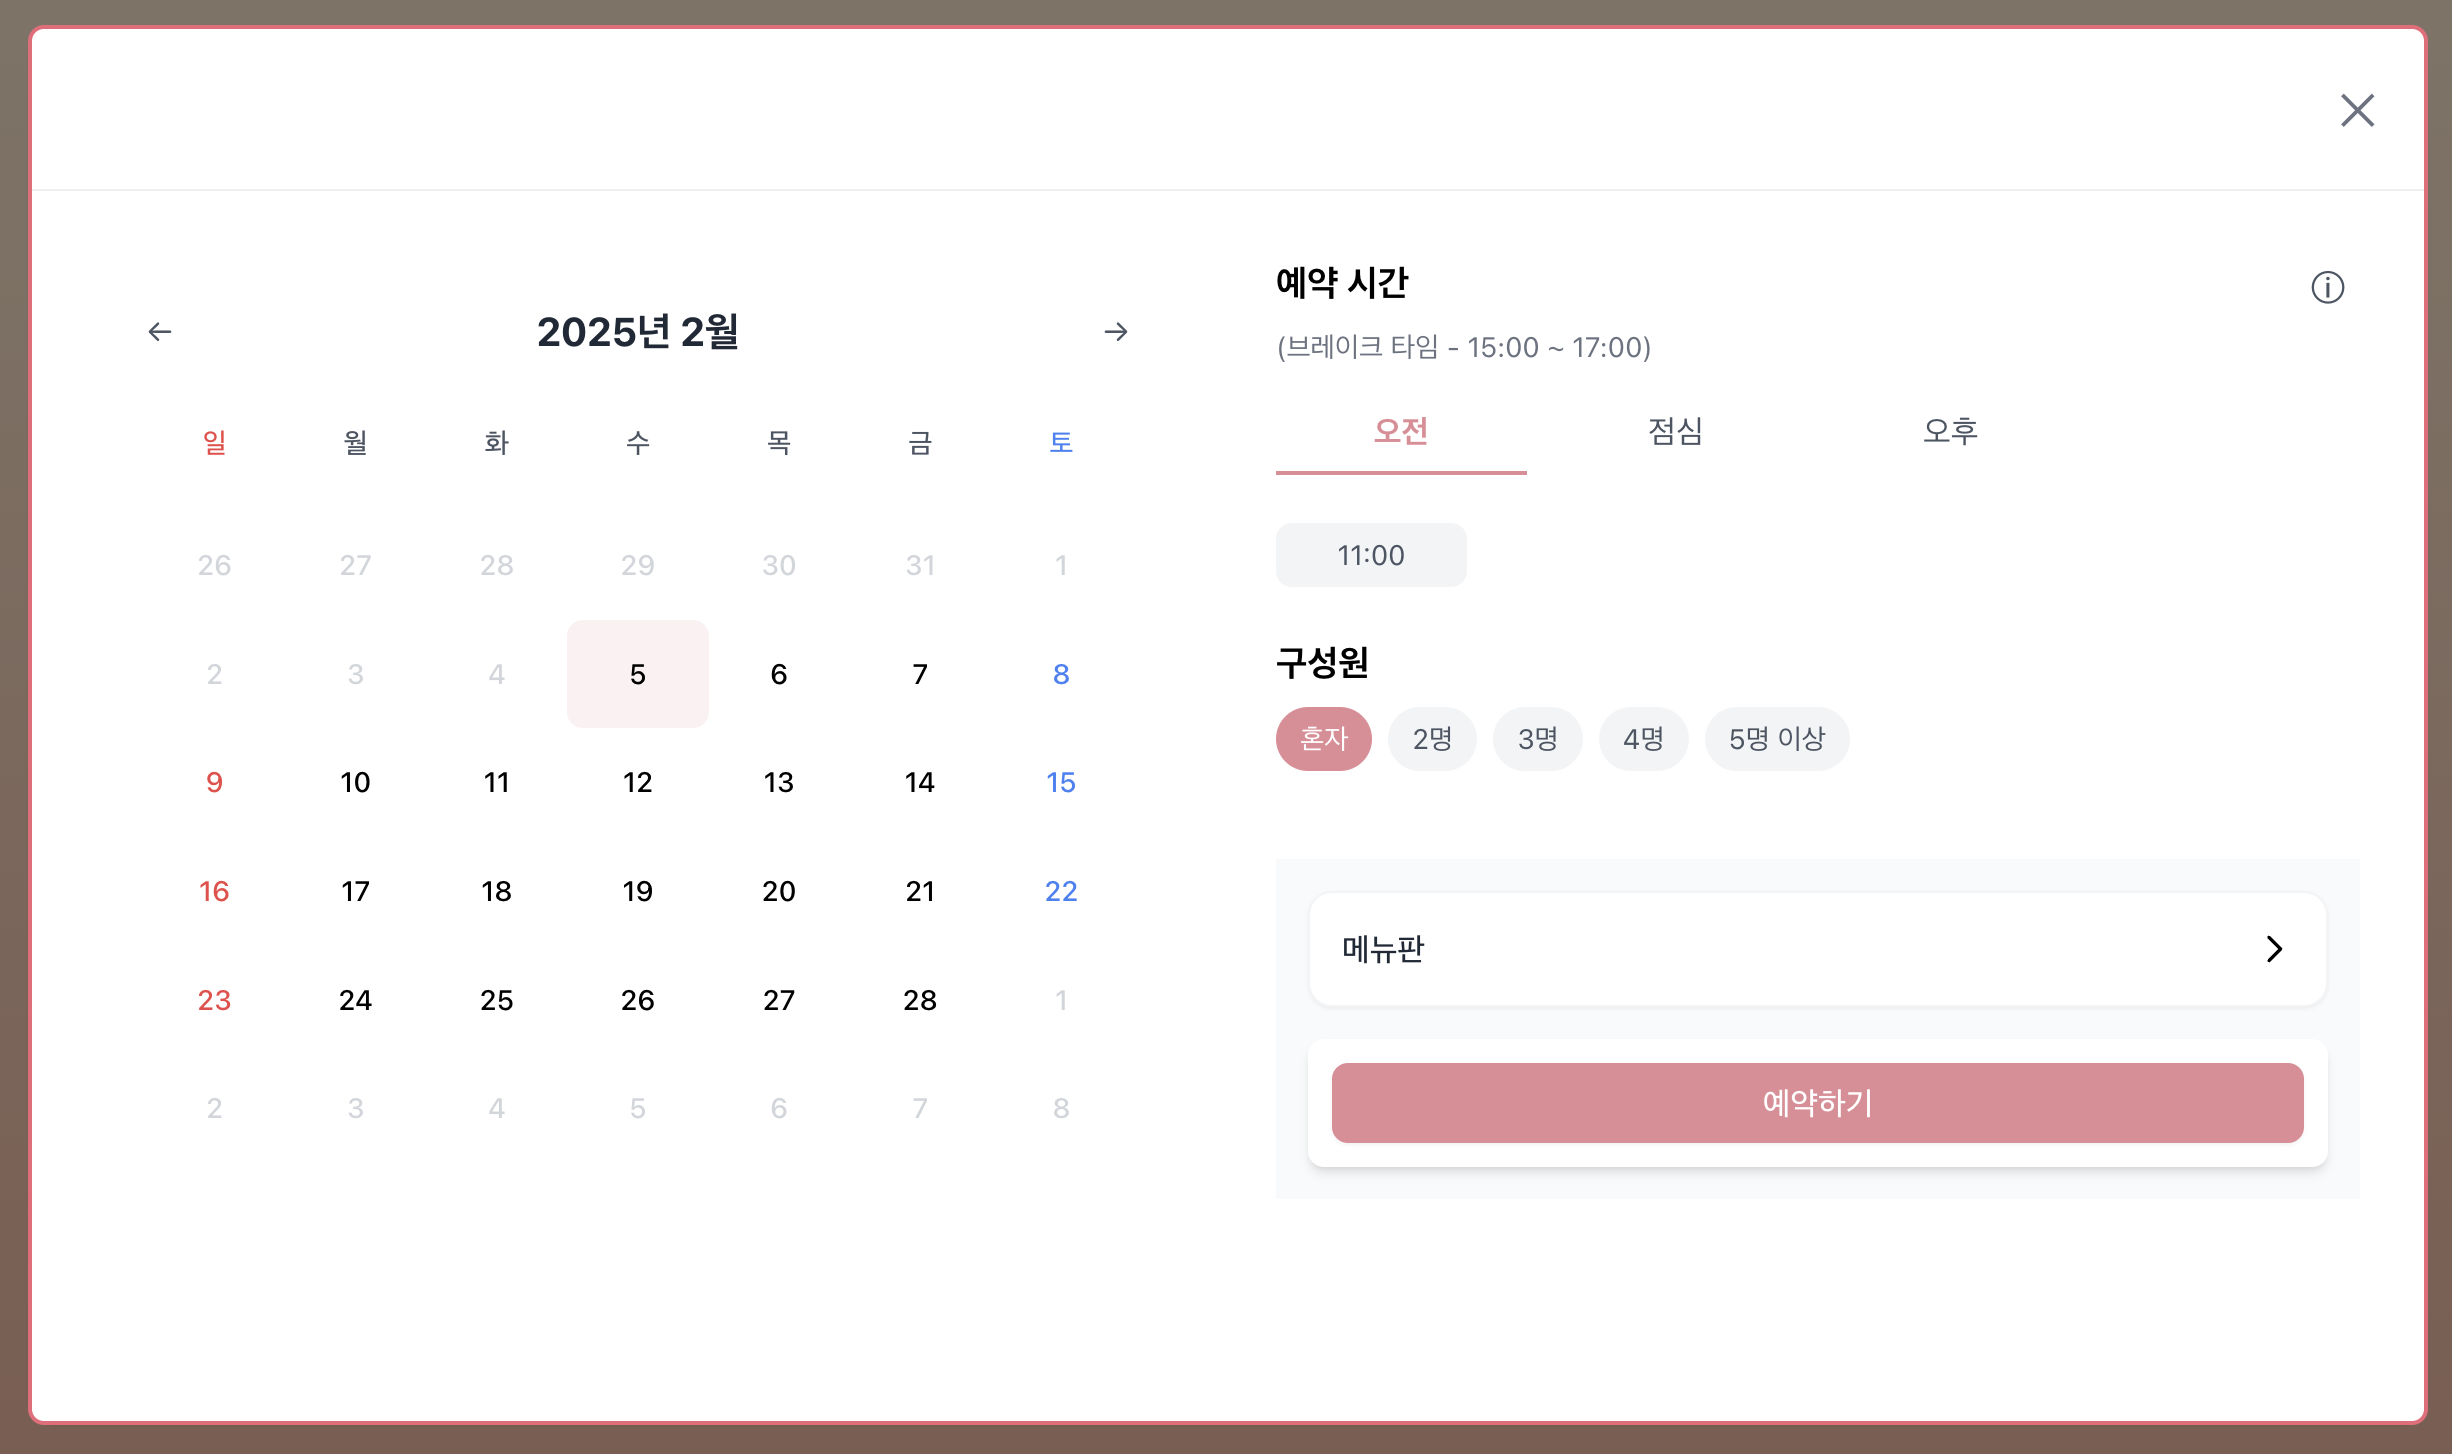 2025년 2월
일 월 화 수 목 금 토
26 27 28 29 30 31 1
2 3 4 5 6 7 8
9 10 11 12 13 14 15
16 17 18 19 20 21 22
23 24 25 26 27 28 1
2 3 4 5 6 7 8
예약 시간
(브레이크 타임 - 15:00 ~ 17:00)
오전 점심 오후
11:00
구성원
혼자 2명 3명 4명 5명 이상
메뉴판
예약하기